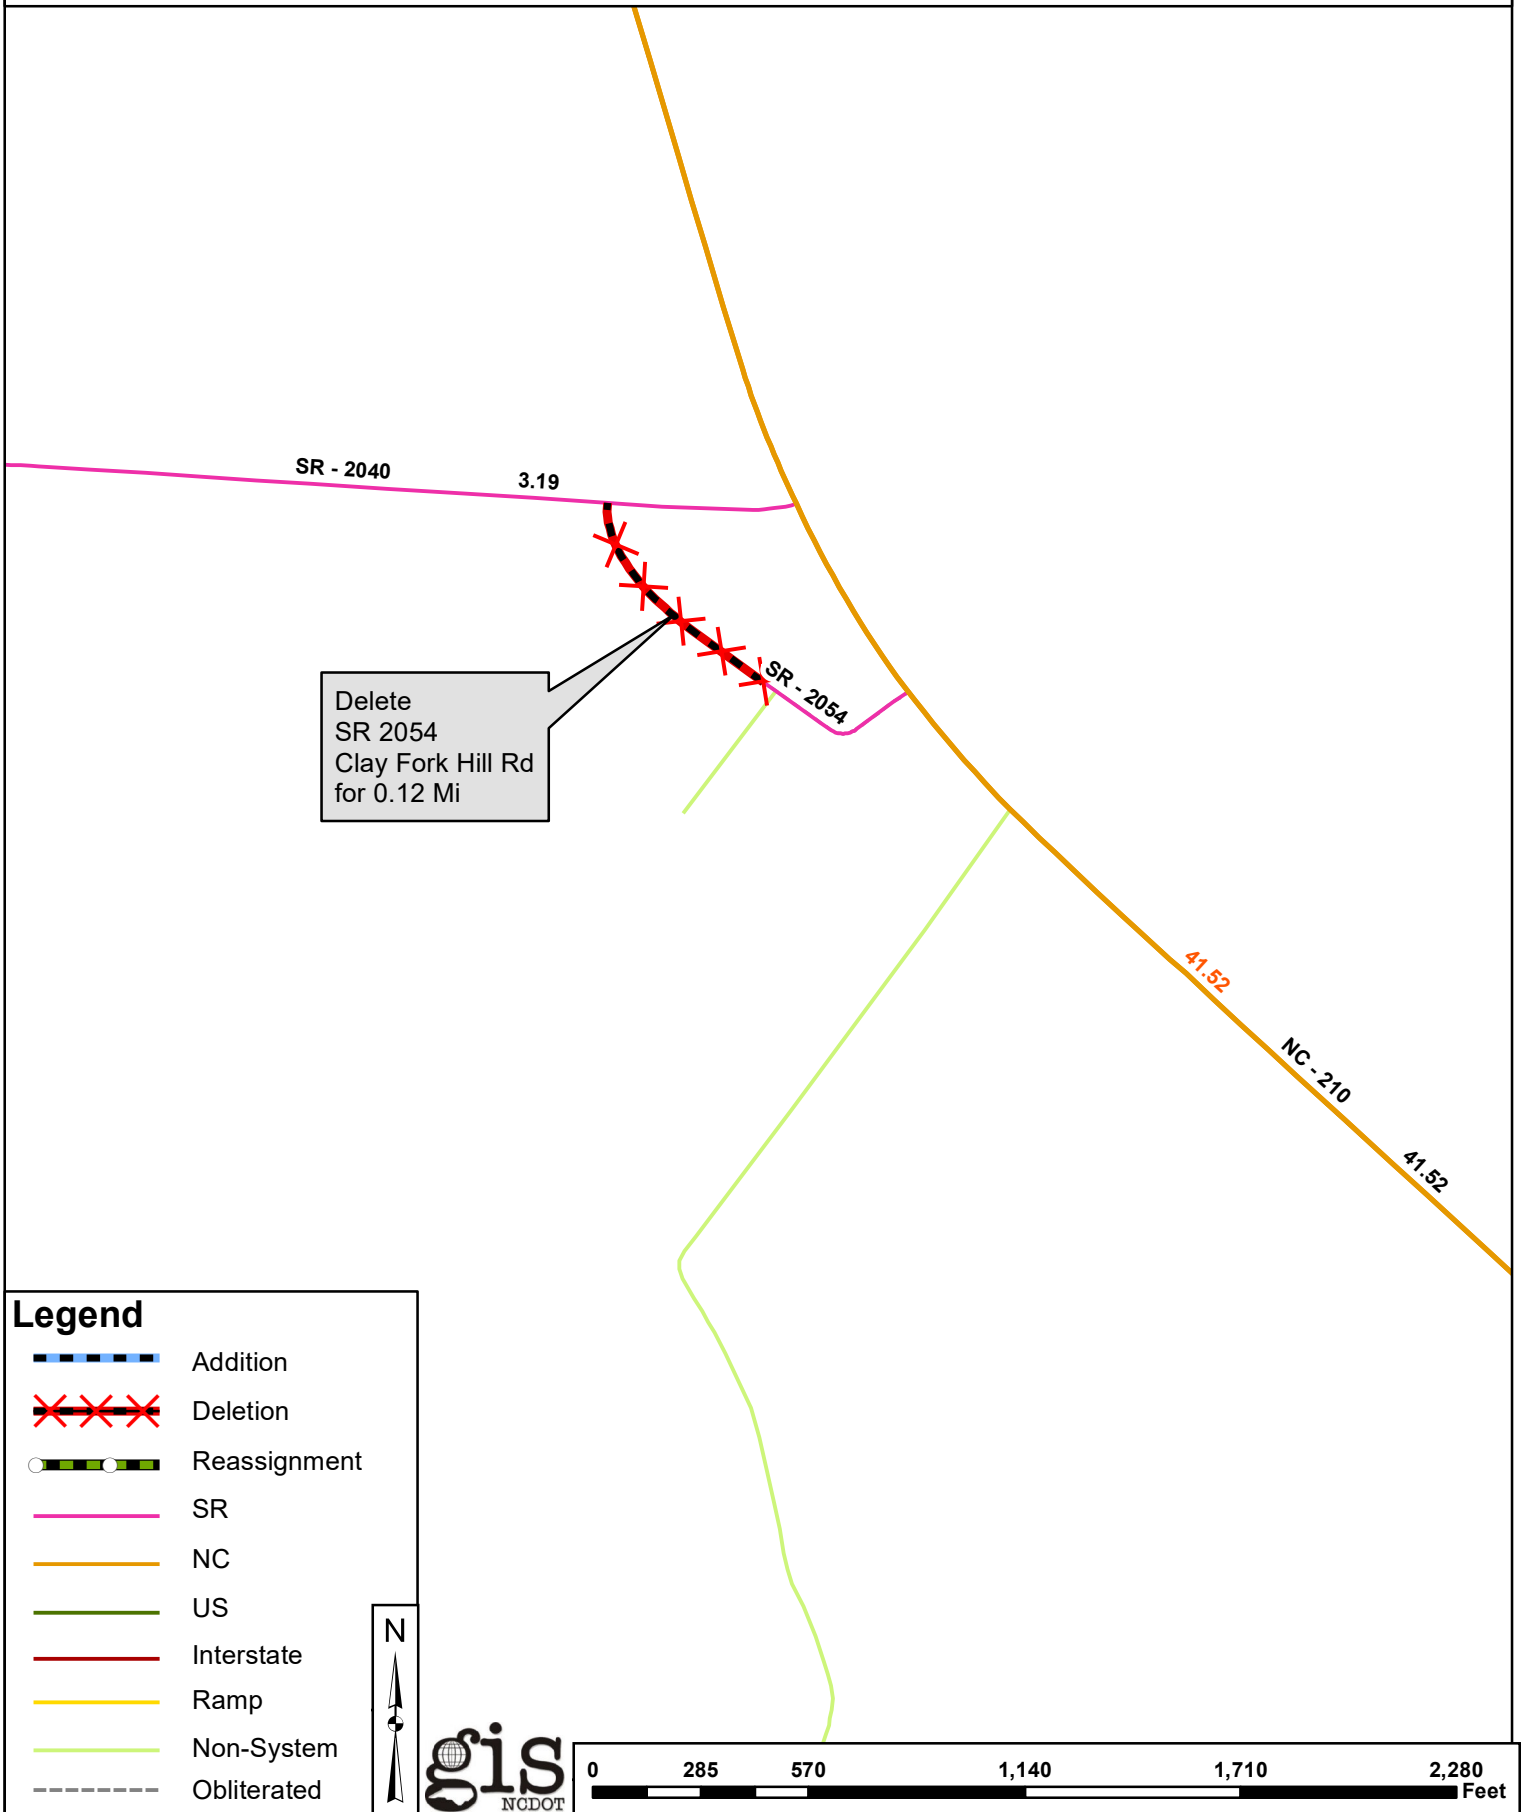 SR - 2040
3.19
SR - 2054
Delete
SR 2054
Clay Fork Hill Rd
for 0.12 Mi
41.52
NC - 210
41.52
Legend
Addition
Deletion
Reassignment
SR
NC
US
Interstate
Ramp
Non-System
Obliterated
N
gis
NCDOT
0 285 570 1,140 1,710 2,280
Feet